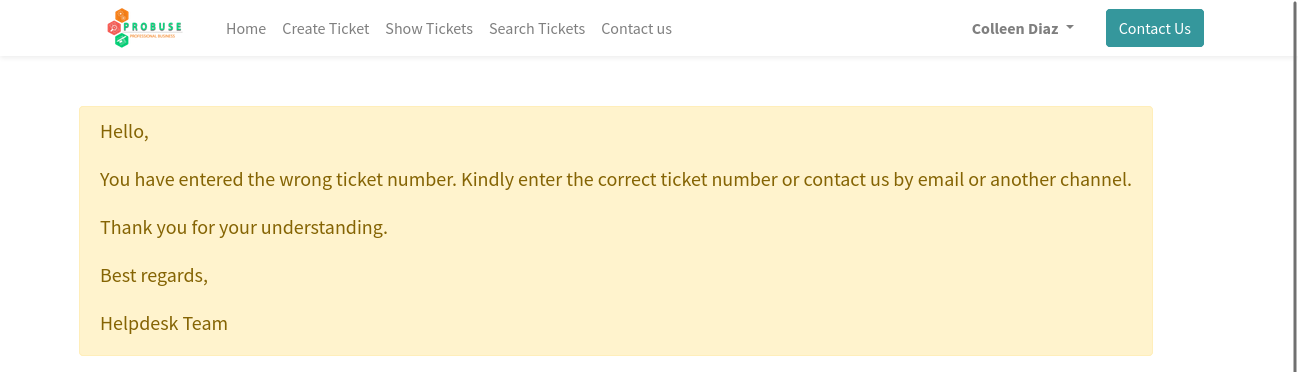 PROBUSE
PROFESSIONAL BUSINESS
Home Create Ticket Show Tickets Search Tickets Contact us Colleen Diaz Contact Us
Hello,
You have entered the wrong ticket number. Kindly enter the correct ticket number or contact us by email or another channel.
Thank you for your understanding.
Best regards,
Helpdesk Team